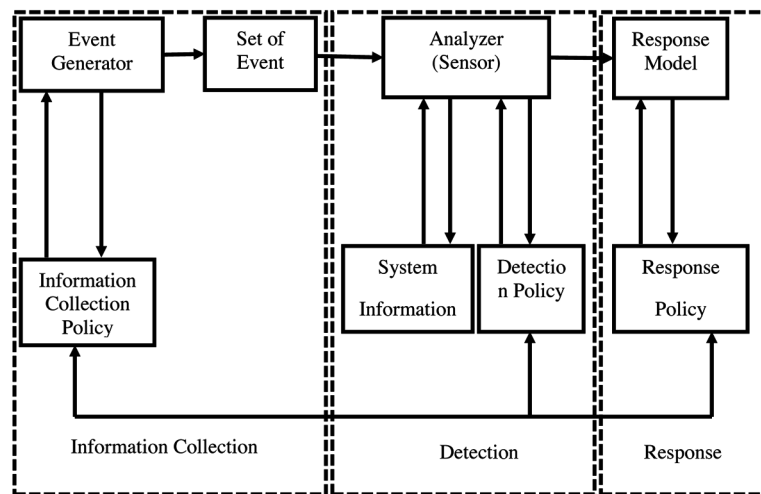 Event
Generator
Set of
Event
Analyzer
(Sensor)
Response
Model
Information
Collection
Policy
System
Information
Detectio
n Policy
Response
Policy
Information Collection
Detection
Response